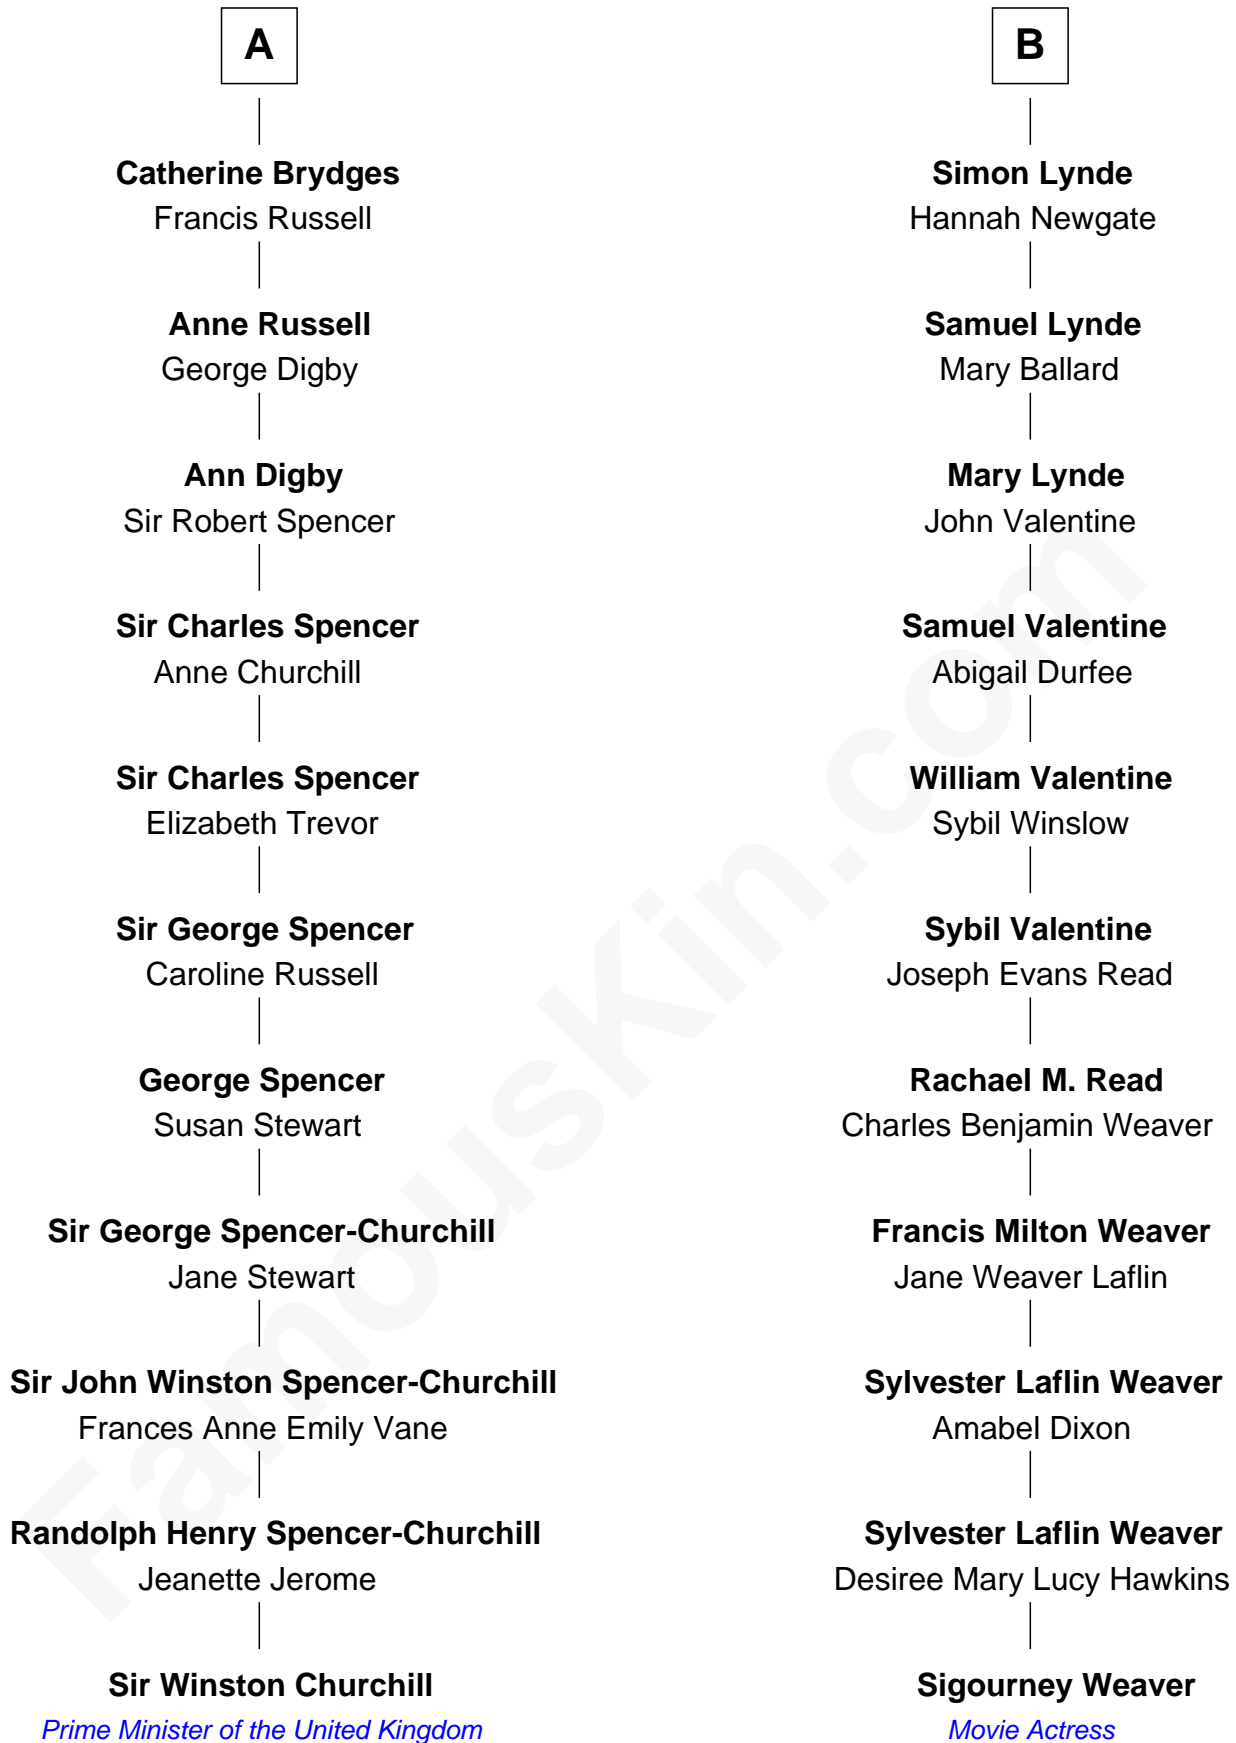 A
Catherine Brydges
Francis Russell
Anne Russell
George Digby
Ann Digby
Sir Robert Spencer
Sir Charles Spencer
Anne Churchill
Sir Charles Spencer
Elizabeth Trevor
Sir George Spencer
Caroline Russell
George Spencer
Susan Stewart
Sir George Spencer-Churchill
Jane Stewart
Sir John Winston Spencer-Churchill
Frances Anne Emily Vane
Randolph Henry Spencer-Churchill
Jeanette Jerome
Sir Winston Churchill
Prime Minister of the United Kingdom
B
Simon Lynde
Hannah Newgate
Samuel Lynde
Mary Ballard
Mary Lynde
John Valentine
Samuel Valentine
Abigail Durfee
William Valentine
Sybil Winslow
Sybil Valentine
Joseph Evans Read
Rachael M. Read
Charles Benjamin Weaver
Francis Milton Weaver
Jane Weaver Laflin
Sylvester Laflin Weaver
Amabel Dixon
Sylvester Laflin Weaver
Desiree Mary Lucy Hawkins
Sigourney Weaver
Movie Actress
FamousKin.com